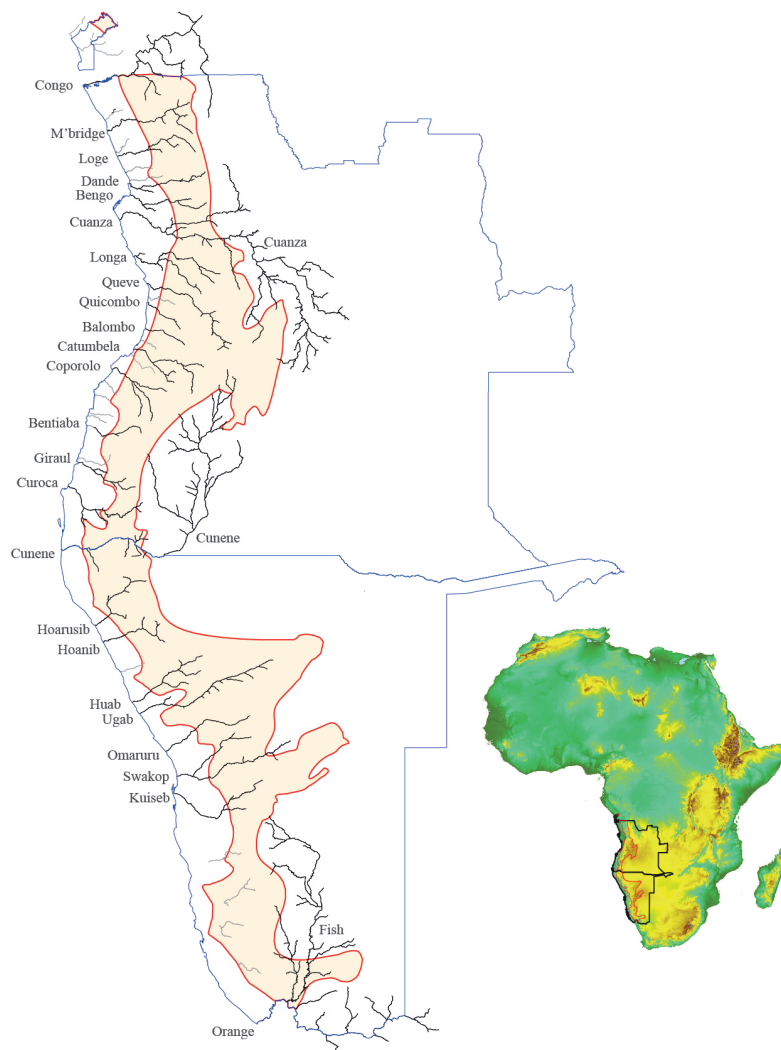 Congo
M'bridge
Loge
Dande
Bengo
Cuanza
Cuanza
Longa
Queve
Quicombo
Balombo
Catumbela
Coporolo
Bentiaba
Giraul
Curoca
Cunene
Cunene
Hoarusib
Hoanib
Huab
Ugab
Omaruru
Swakop
Kuiseb
Fish
Orange